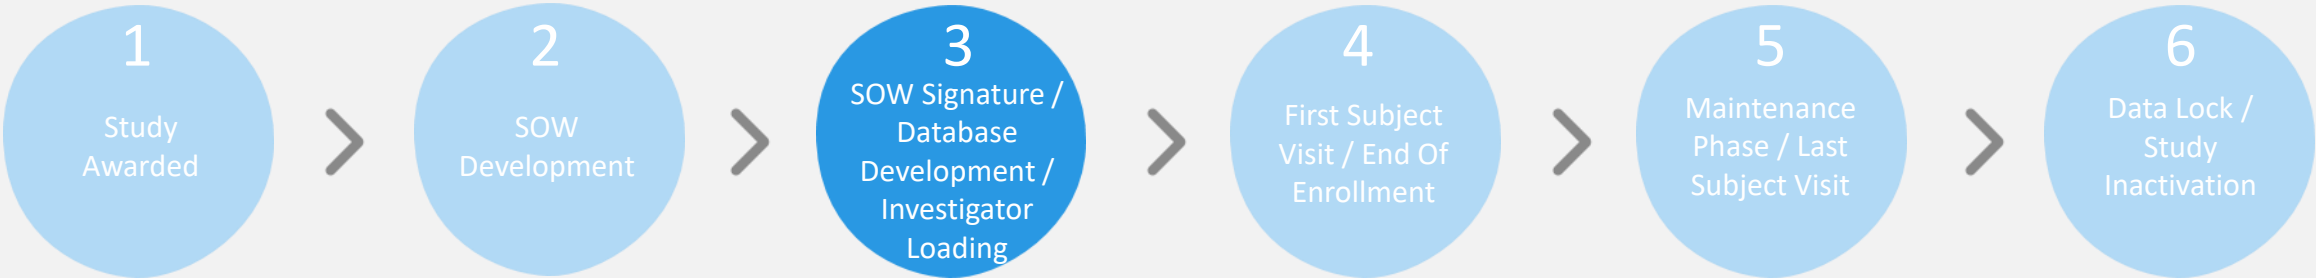 1
Study
Awarded
2
SOW
Development
3
SOW Signature /
Database
Development /
Investigator
Loading
4
First Subject
Visit / End Of
Enrollment
5
Maintenance
Phase / Last
Subject Visit
6
Data Lock /
Study
Inactivation